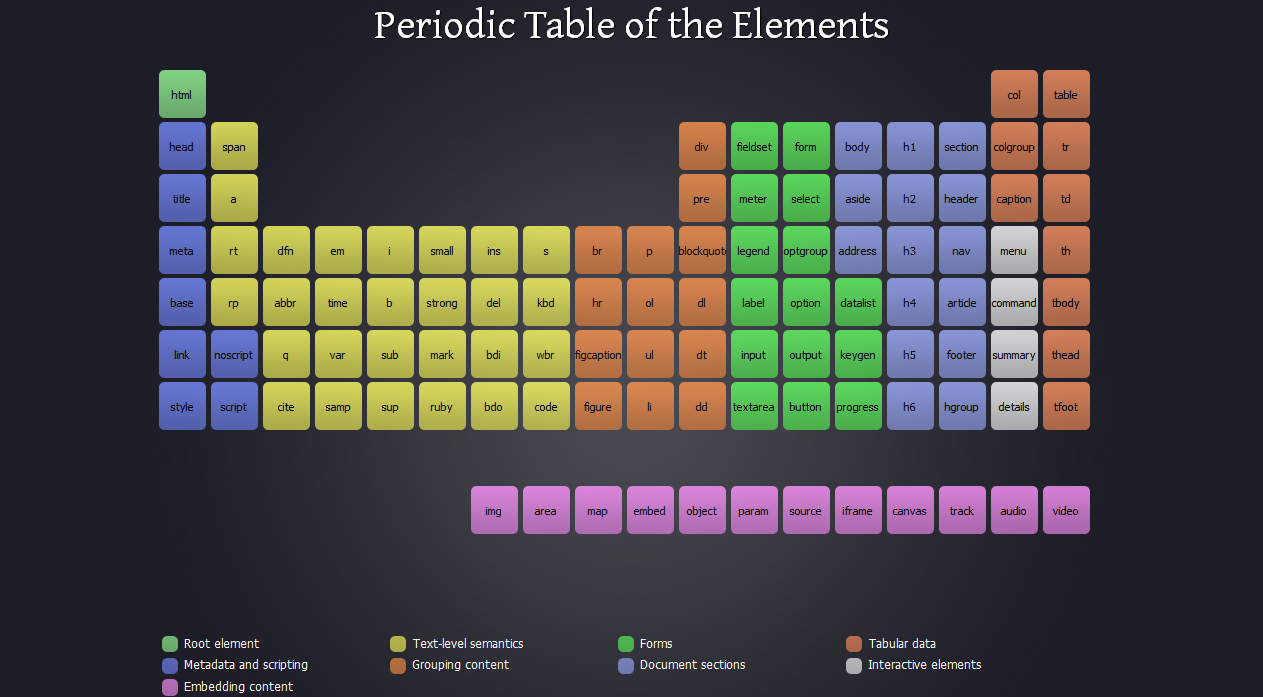 Periodic Table of the Elements
html col table
head span div fieldset form body h1 section colgroup tr
title a pre meter select aside h2 header caption td
meta rt dfn em i small ins s br p blockquot legend optgroup address h3 nav menu th
base rp abbr time b strong del kbd hr ol dl label option datalist h4 article command tbody
link noscript q var sub mark bdi wbr figcaption ul dt input output keygen h5 footer summary thead
style script cite samp sup ruby bdo code figure li dd textarea button progress h6 hgroup details tfoot
img area map embed object param source iframe canvas track audio video
Root element Text-level semantics Forms Tabular data
Metadata and scripting Grouping content Document sections Interactive elements
Embedding content